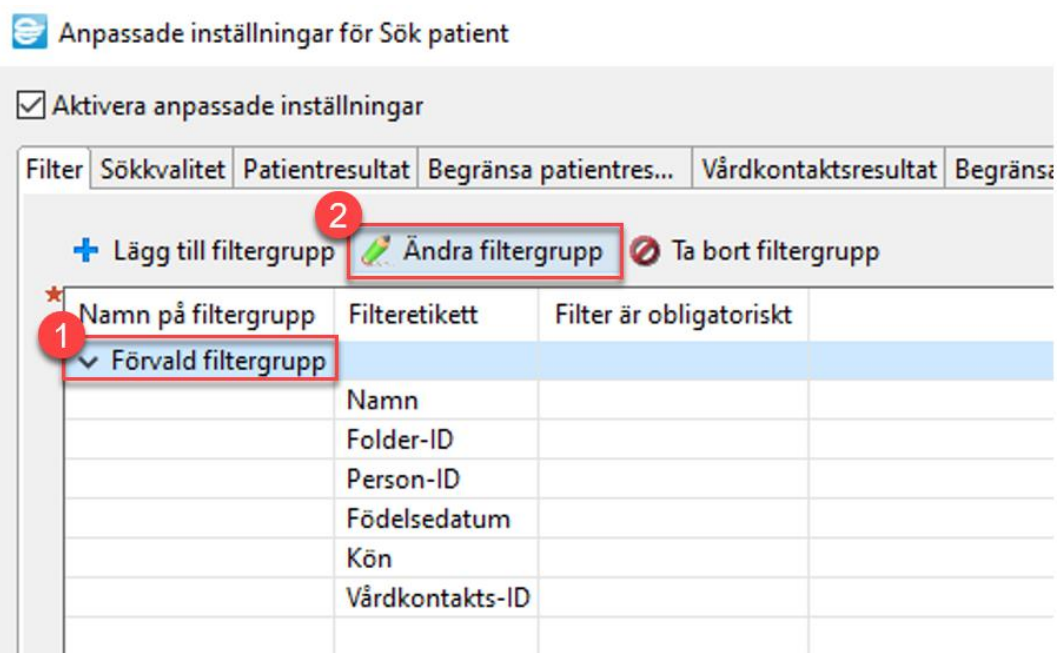 Anpassade inställningar för Sök patient
Aktivera anpassade inställningar
Filter Sökkvalitet Patientresultat Begränsa patientres... Vårdkontaktsresultat Begränsa
2
Lägg till filtergrupp Ändra filtergrupp Ta bort filtergrupp
Namn på filtergrupp Filteretikett Filter är obligatoriskt
1
Förvald filtergrupp
Namn
Folder-ID
Person-ID
Födelsedatum
Kön
Vårdkontakts-ID